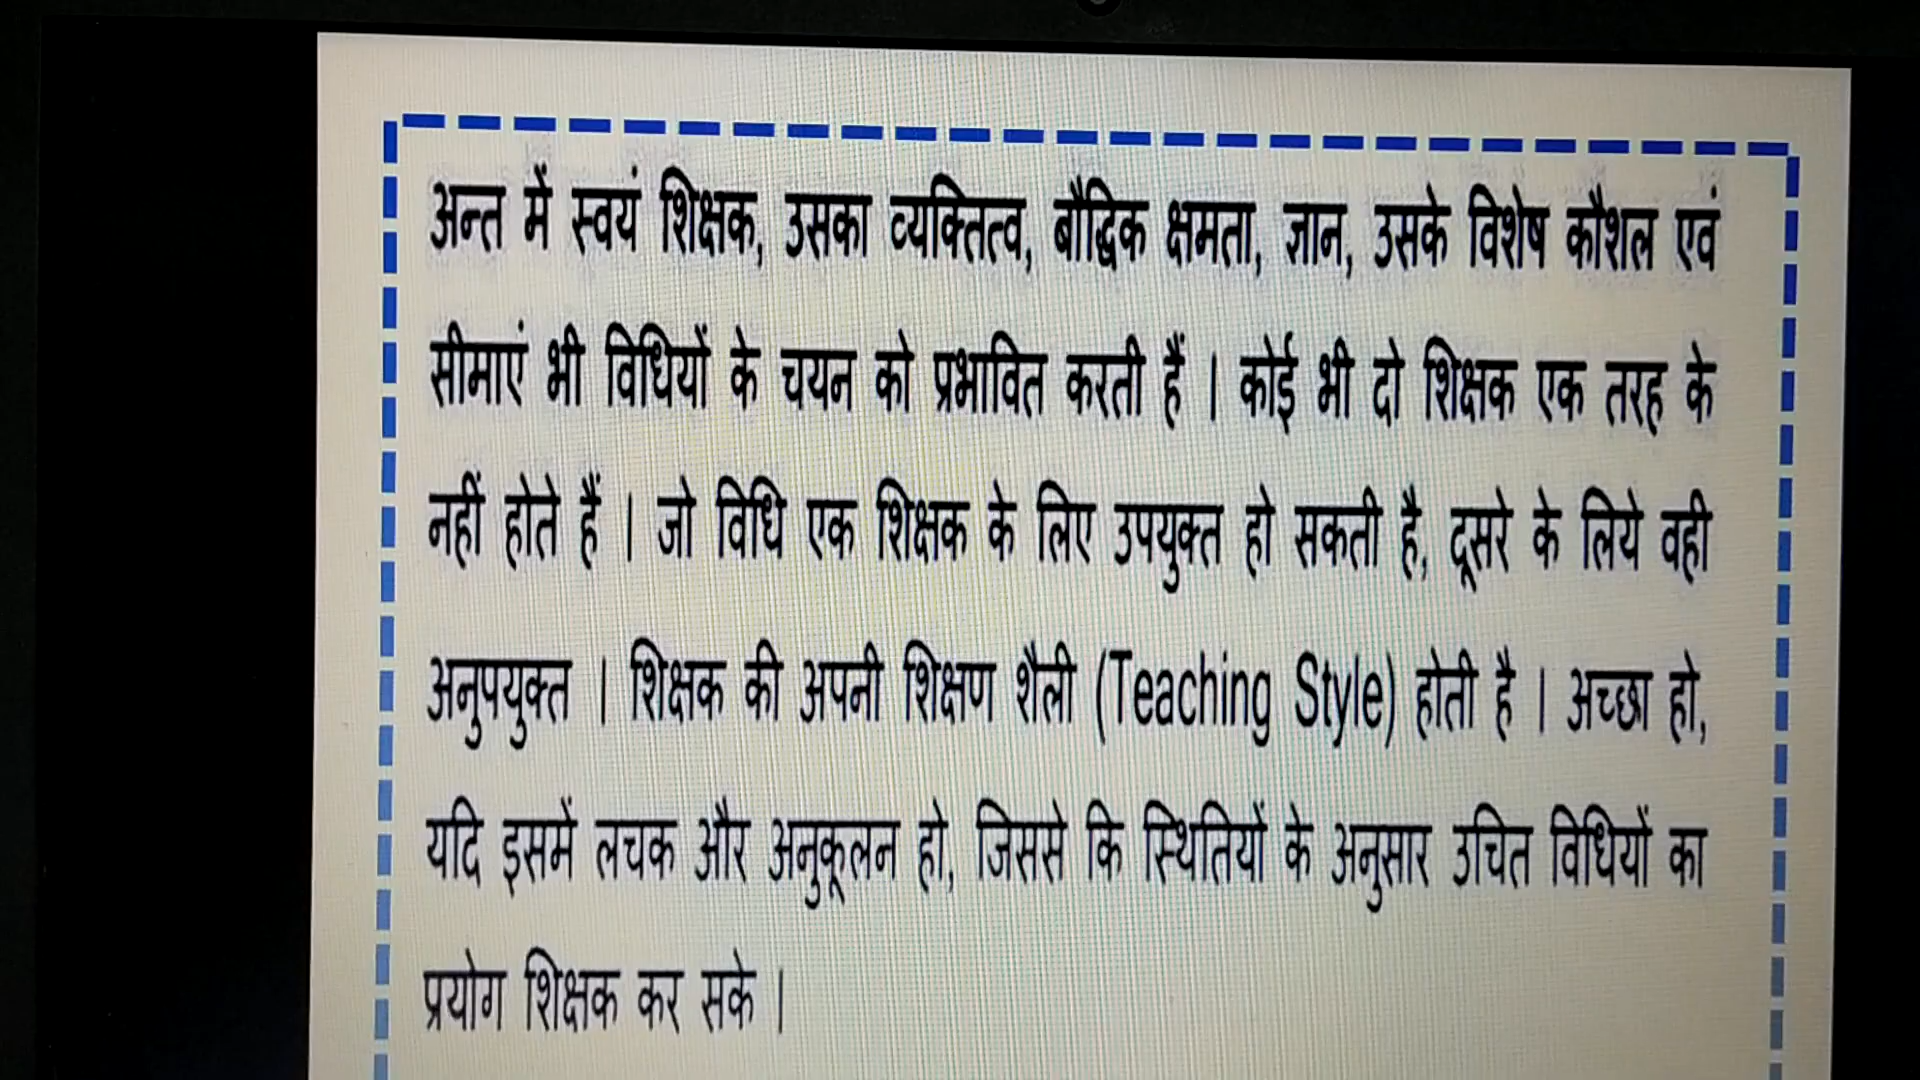 अन्त में स्वयं शिक्षक, उसका व्यक्तित्व, बौद्धिक क्षमता, ज्ञान, उसके विशेष कौशल एवं
सीमाएं भी विधियों के चयन को प्रभावित करती हैं । कोई भी दो शिक्षक एक तरह के
नहीं होते हैं । जो विधि एक शिक्षक के लिए उपयुक्त हो सकती है, दूसरे के लिये वही
अनुपयुक्त । शिक्षक की अपनी शिक्षण शैली (Teaching Style) होती है । अच्छा हो,
यदि इसमें लचक और अनुकूलन हो, जिससे कि स्थितियों के अनुसार उचित विधियों का
प्रयोग शिक्षक कर सके ।